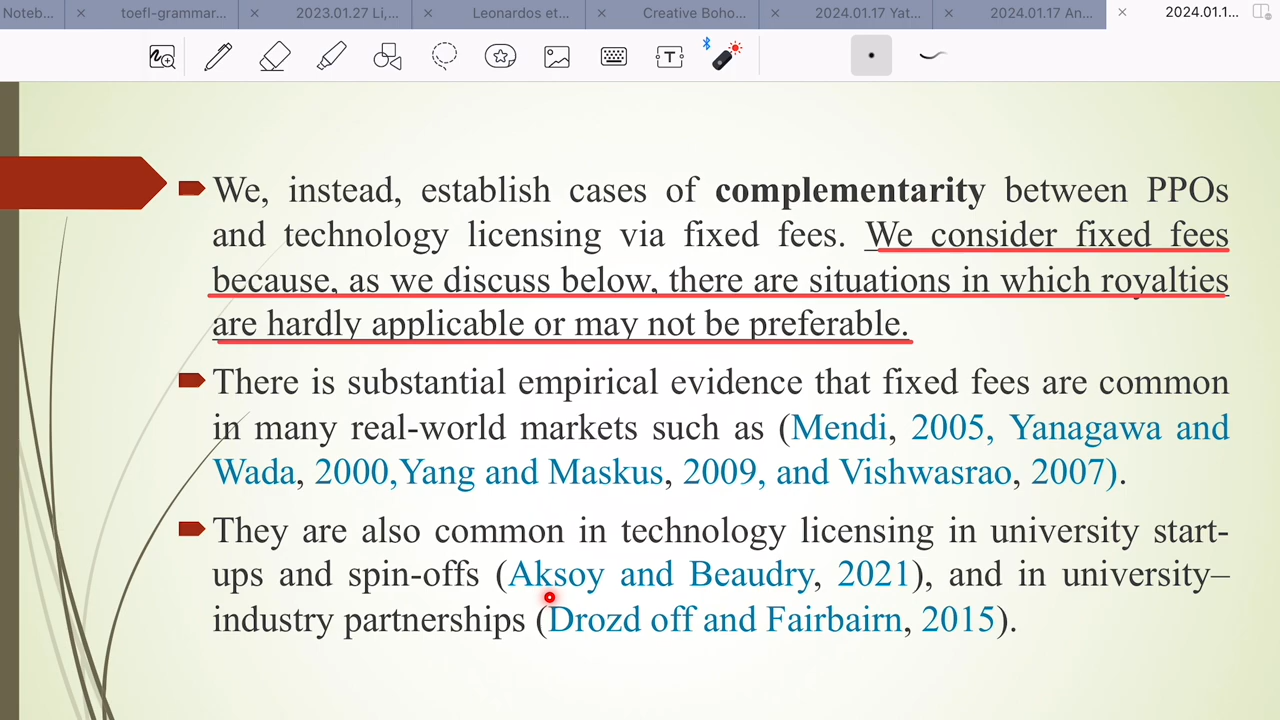 Noteb... toefl-grammar... 2023.01.27 Li,... Leonardos et... Creative Boho... 2024.01.17 Yat... 2024.01.17 An... 2024.01.1...
T
We, instead, establish cases of complementarity between PPOs
and technology licensing via fixed fees. We consider fixed fees
because, as we discuss below, there are situations in which royalties
are hardly applicable or may not be preferable.
There is substantial empirical evidence that fixed fees are common
in many real-world markets such as (Mendi, 2005, Yanagawa and
Wada, 2000,Yang and Maskus, 2009, and Vishwasrao, 2007).
They are also common in technology licensing in university start-
ups and spin-offs (Aksoy and Beaudry, 2021), and in university–
industry partnerships (Drozd off and Fairbairn, 2015).